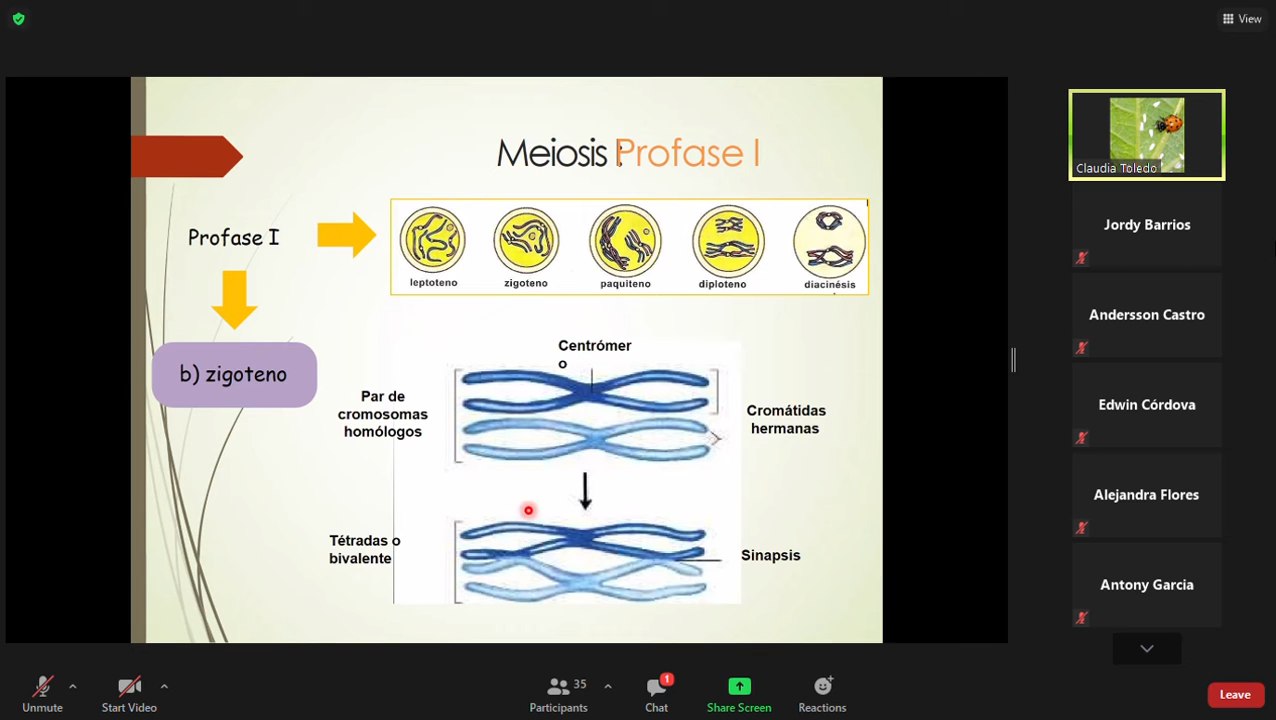 View
Meiosis I: Profase I
Profase I
leptoteno
zigoteno
paquiteno
diploteno
diacinésis
b) zigoteno
Centrómer
o
Par de
cromosomas
homólogos
Cromátidas
hermanas
Tétradas o
bivalente
Sinapsis
Claudia Toledo
Jordy Barrios
Andersson Castro
Edwin Córdova
Alejandra Flores
Antony Garcia
Unmute
Start Video
35
Participants
1
Chat
Share Screen
Reactions
Leave